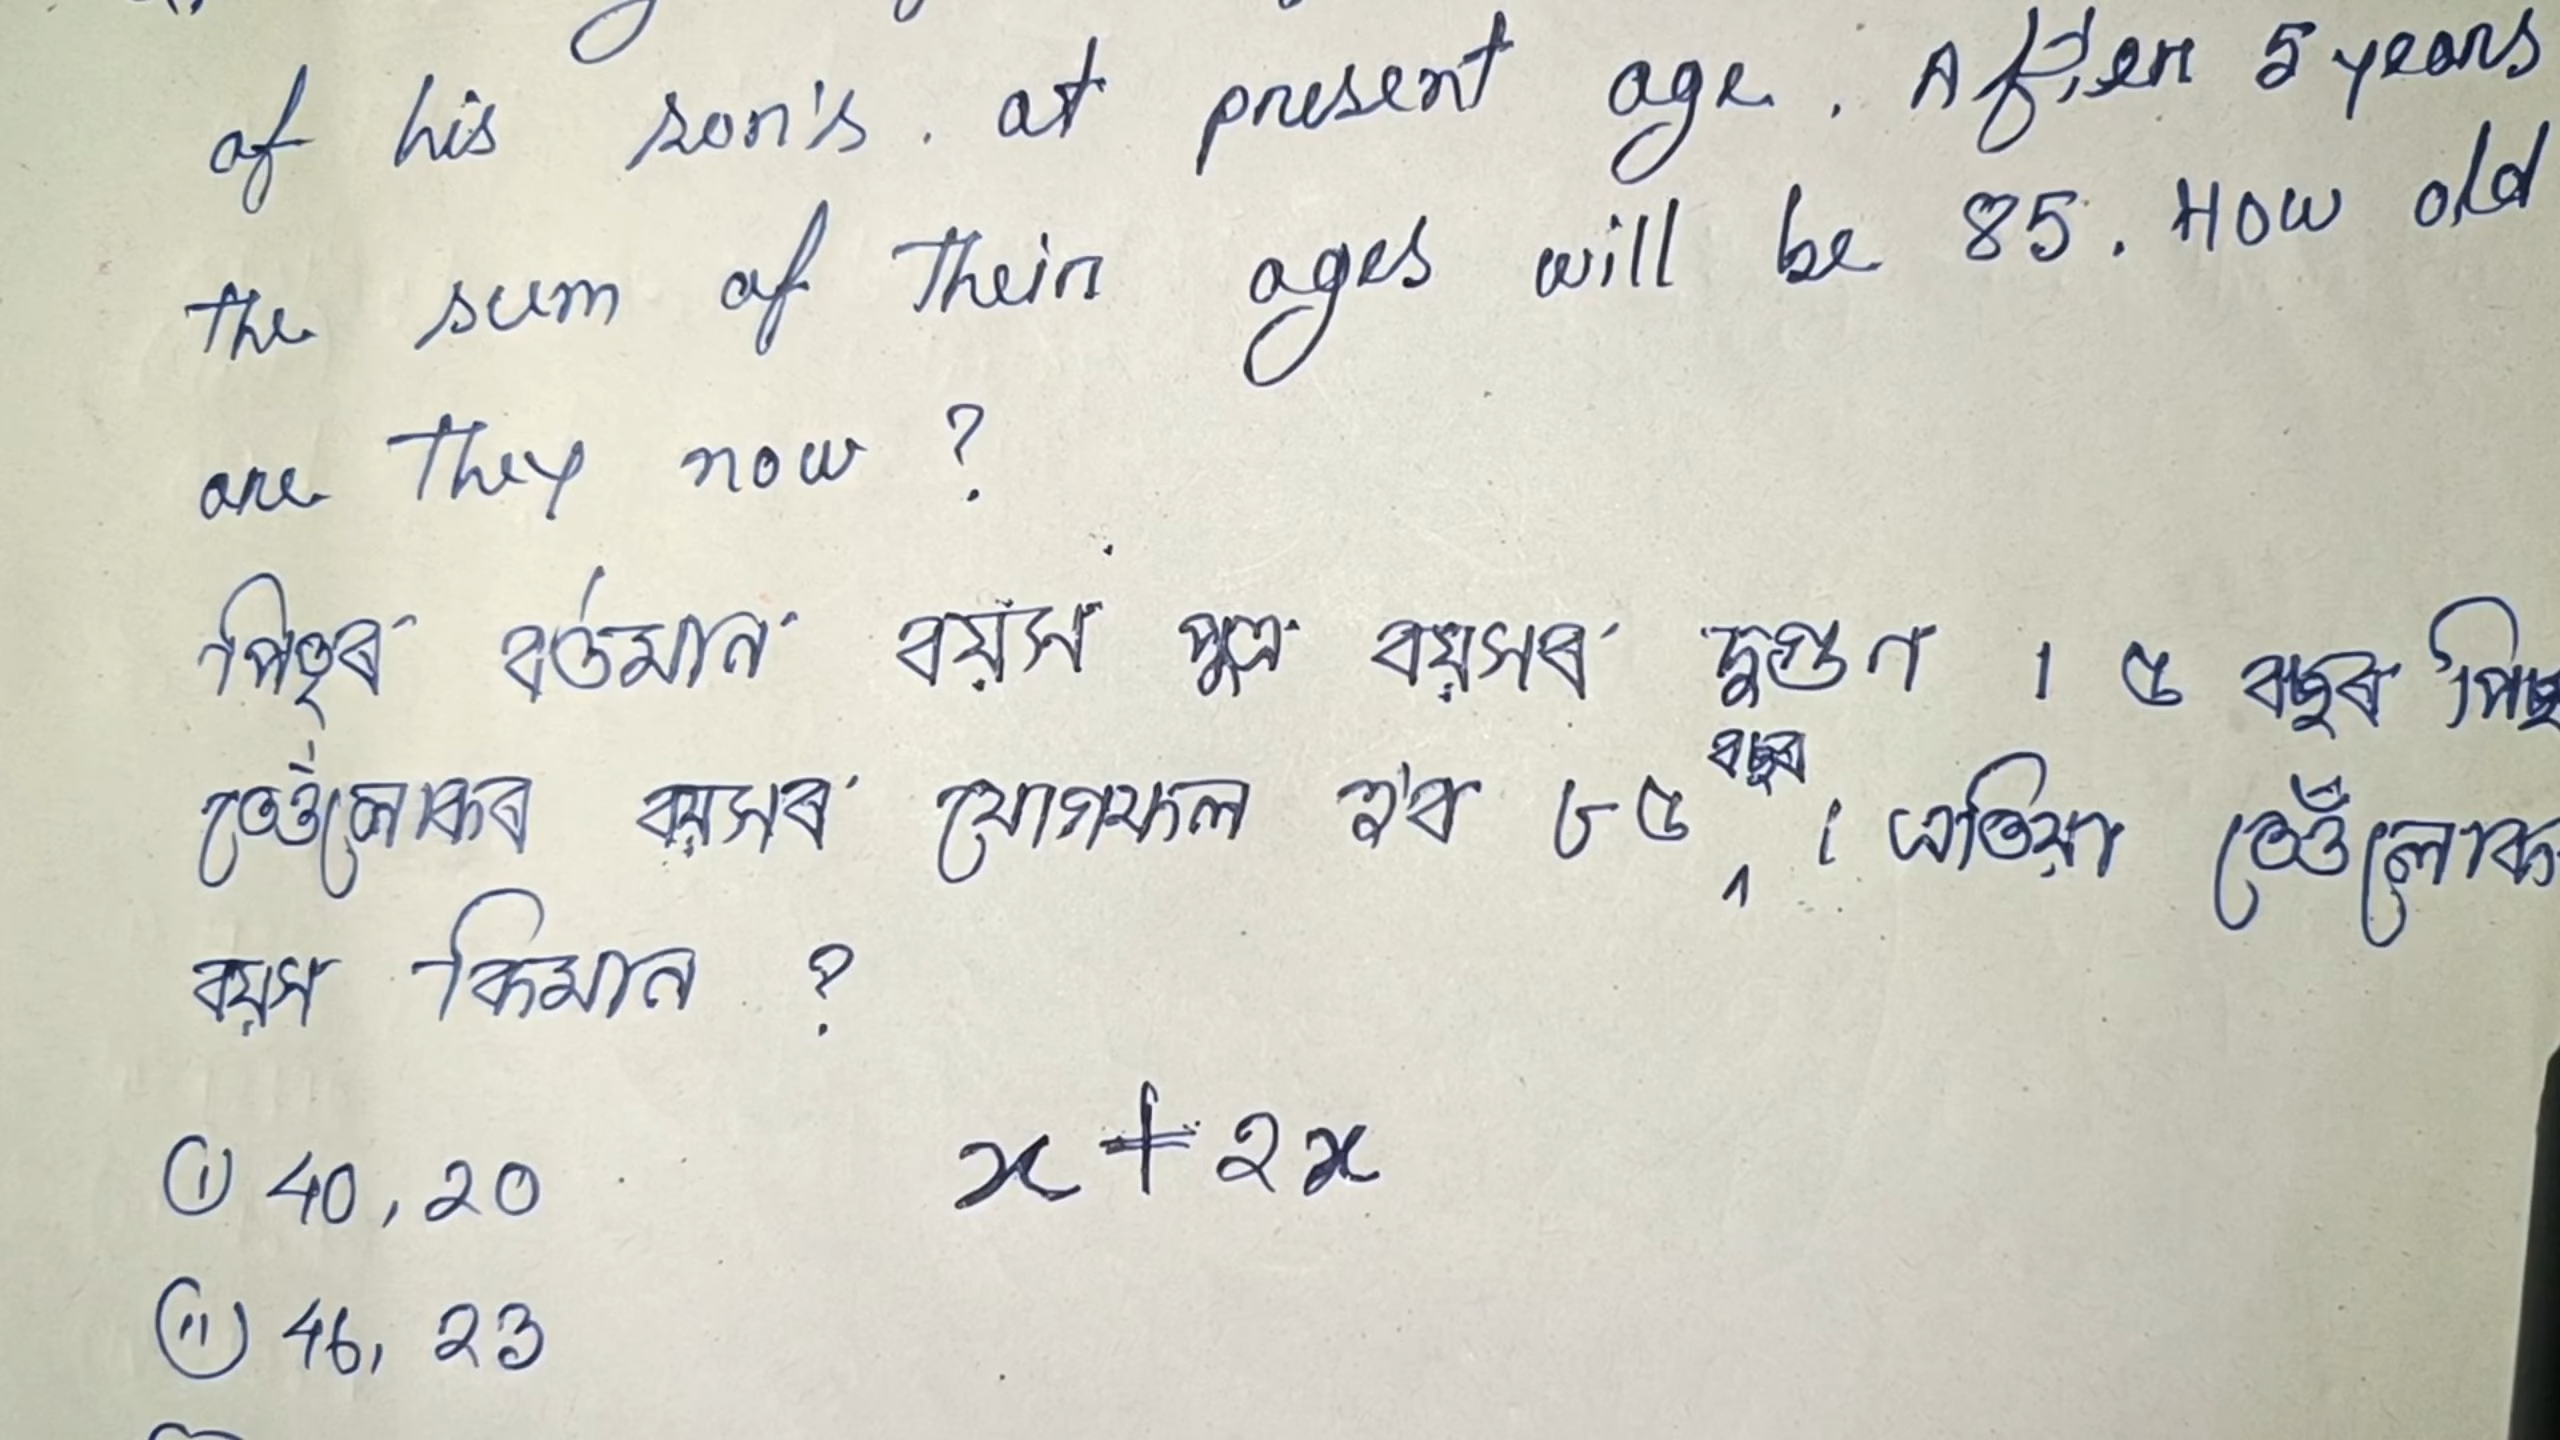 of his son's. at present age. After 5 years
the sum of their ages will be 85. How old
are they now ?
পিতৃৰ বৰ্তমান বয়স পুত্ৰ বয়সৰ দুগুণ । ৫ বছৰ পিছ
বছৰ
তেওঁলোকৰ বয়সৰ যোগফল হ'ব ৮৫ । এতিয়া তেওঁলোক
বয়স কিমান ?
x + 2x
(i) 40, 20
(ii) 46, 23